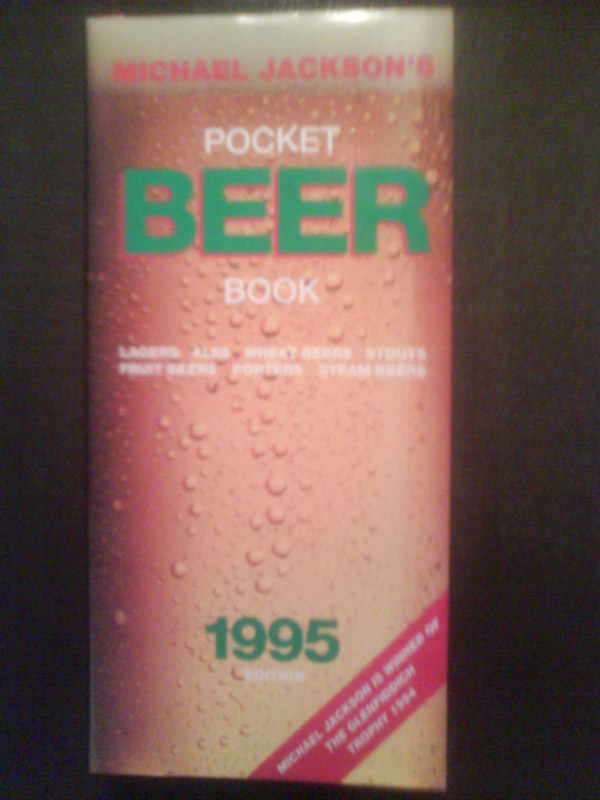 MICHAEL JACKSON'S
POCKET
BEER
BOOK
LAGERS ALES WHEAT BEERS STOUTS
FRUIT BEERS PORTERS STEAM BEERS
1995
EDITION
MICHAEL JACKSON IS WINNER OF
THE GLENFIDDICH
TROPHY 1994